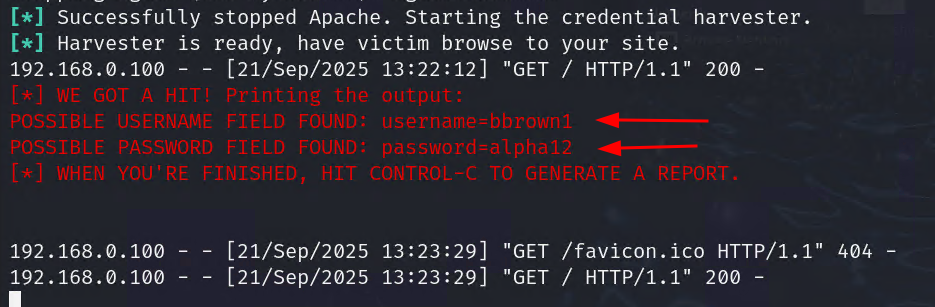 [*] Successfully stopped Apache. Starting the credential harvester.
[*] Harvester is ready, have victim browse to your site.
192.168.0.100 - - [21/Sep/2025 13:22:12] "GET / HTTP/1.1" 200 -
[*] WE GOT A HIT! Printing the output:
POSSIBLE USERNAME FIELD FOUND: username=bbrown1
POSSIBLE PASSWORD FIELD FOUND: password=alpha12
[*] WHEN YOU'RE FINISHED, HIT CONTROL-C TO GENERATE A REPORT.
192.168.0.100 - - [21/Sep/2025 13:23:29] "GET /favicon.ico HTTP/1.1" 404 -
192.168.0.100 - - [21/Sep/2025 13:23:29] "GET / HTTP/1.1" 200 -